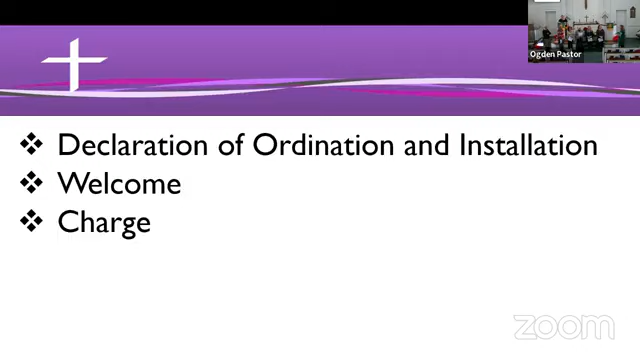 Ogden Pastor
❖ Declaration of Ordination and Installation
❖ Welcome
❖ Charge
zoom